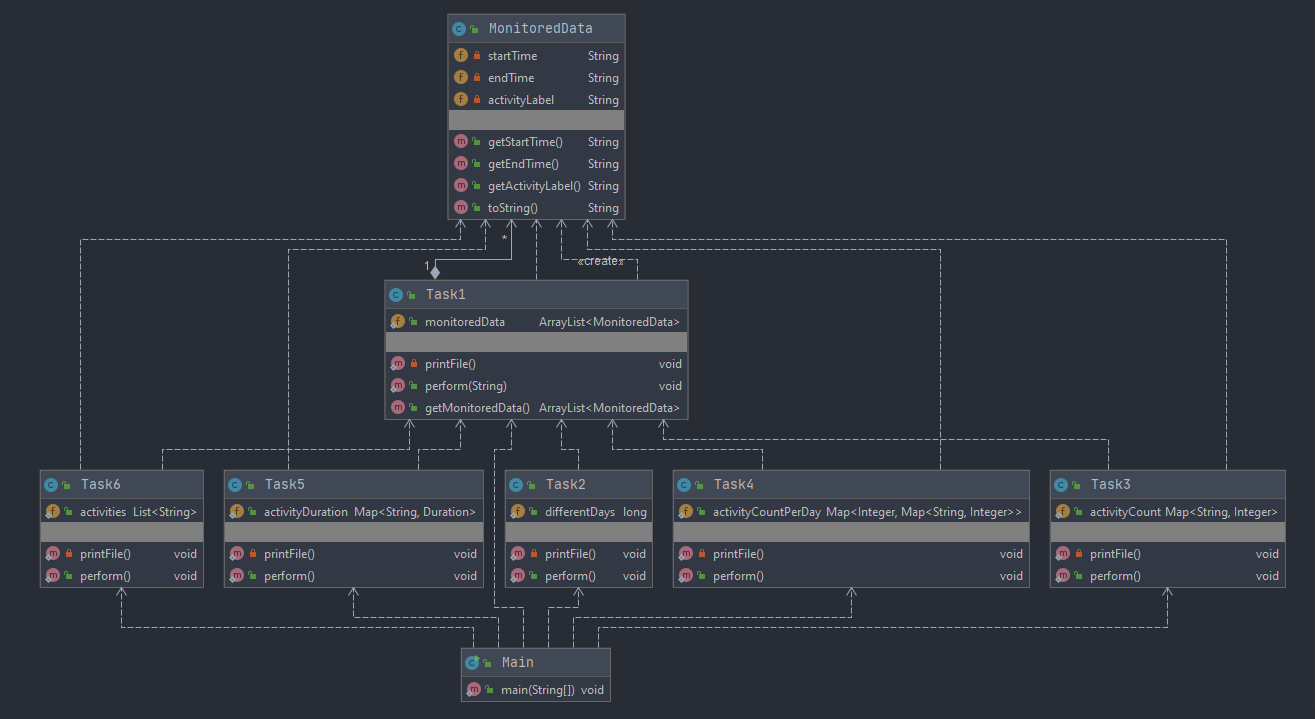 MonitoredData
startTime String
endTime String
activityLabel String
getStartTime() String
getEndTime() String
getActivityLabel() String
toString() String
*
«create»
1
Task1
monitoredData ArrayList<MonitoredData>
printFile() void
perform(String) void
getMonitoredData() ArrayList<MonitoredData>
Task6
activities List<String>
printFile() void
perform() void
Task5
activityDuration Map<String, Duration>
printFile() void
perform() void
Task2
differentDays long
printFile() void
perform() void
Task4
activityCountPerDay Map<Integer, Map<String, Integer>>
printFile() void
perform() void
Task3
activityCount Map<String, Integer>
printFile() void
perform() void
Main
main(String[]) void